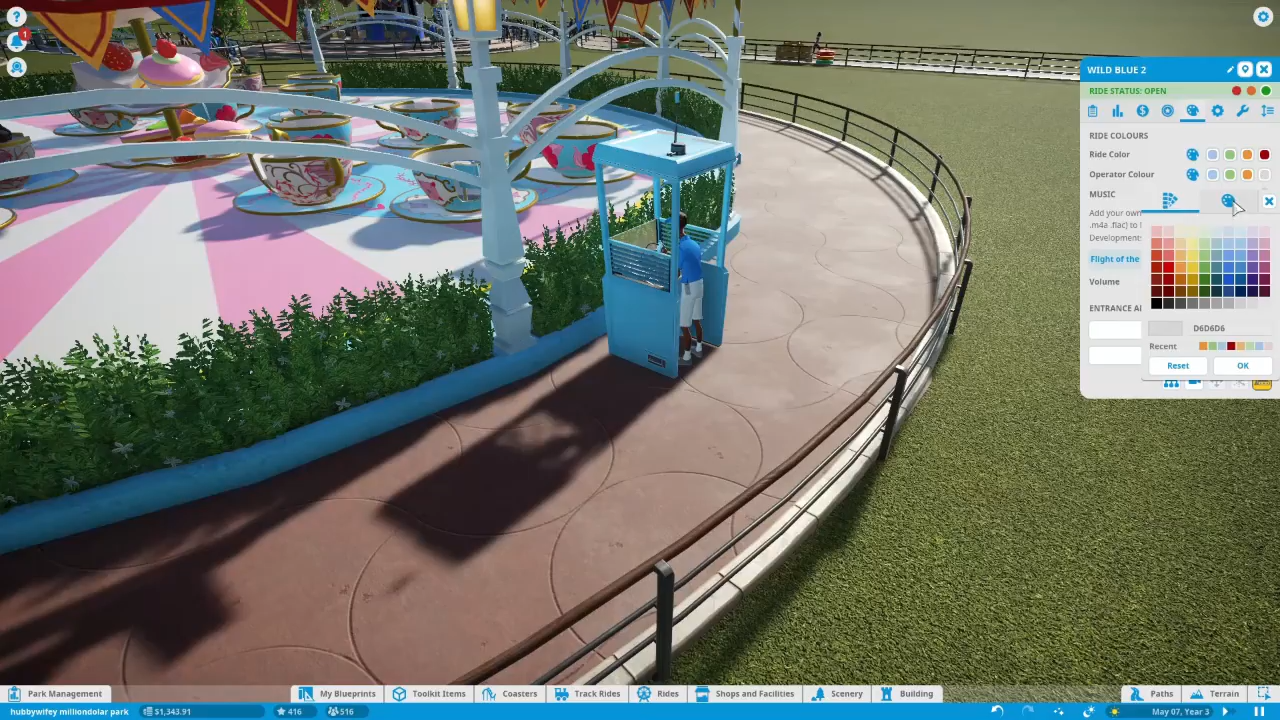 ?
1
WILD BLUE 2
RIDE STATUS: OPEN
RIDE COLOURS
Ride Color
Operator Colour
MUSIC
Add your own
.m4a .flac) to
Development
Flight of the
Volume
ENTRANCE A
D6D6D6
Recent
Reset OK
Park Management My Blueprints Toolkit Items Coasters Track Rides Rides Shops and Facilities Scenery Building Paths Terrain
hubbywifey milliondolar park $1,343.91 416 516 May 07, Year 3